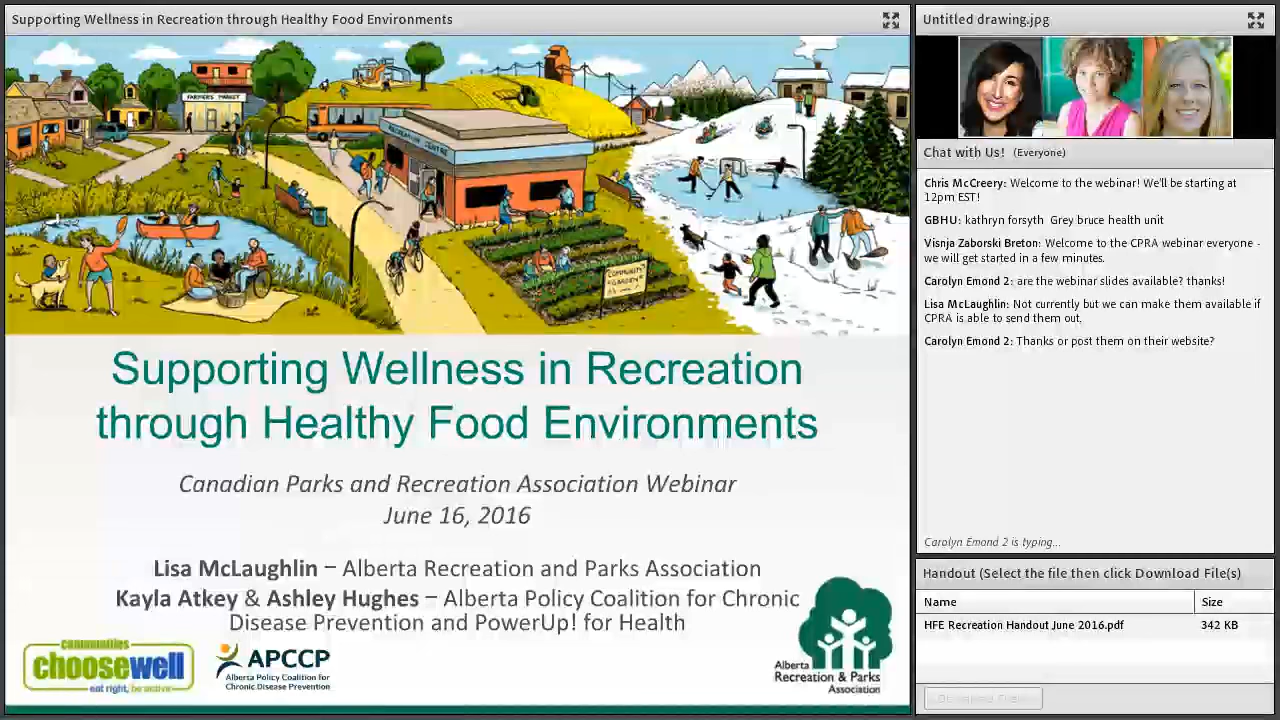 Supporting Wellness in Recreation through Healthy Food Environments
FARMER'S MARKET
RECREATION CENTRE
COMMUNITY
GARDEN
Supporting Wellness in Recreation
through Healthy Food Environments
Canadian Parks and Recreation Association Webinar
June 16, 2016
Lisa McLaughlin – Alberta Recreation and Parks Association
Kayla Atkey & Ashley Hughes – Alberta Policy Coalition for Chronic
Disease Prevention and PowerUp! for Health
communities
choosewell
eat right, be active
APCCP
Alberta Policy Coalition for
Chronic Disease Prevention
Alberta
Recreation & Parks
Association
Untitled drawing.jpg
Chat with Us! (Everyone)
Chris McCreery: Welcome to the webinar! We'll be starting at
12pm EST!
GBHU: kathryn forsyth Grey bruce health unit
Visnja Zaborski Breton: Welcome to the CPRA webinar everyone -
we will get started in a few minutes.
Carolyn Emond 2: are the webinar slides available? thanks!
Lisa McLaughlin: Not currently but we can make them available if
CPRA is able to send them out.
Carolyn Emond 2: Thanks or post them on their website?
Carolyn Emond 2 is typing...
Handout (Select the file then click Download File(s)
Name Size
HFE Recreation Handout June 2016.pdf 342 KB